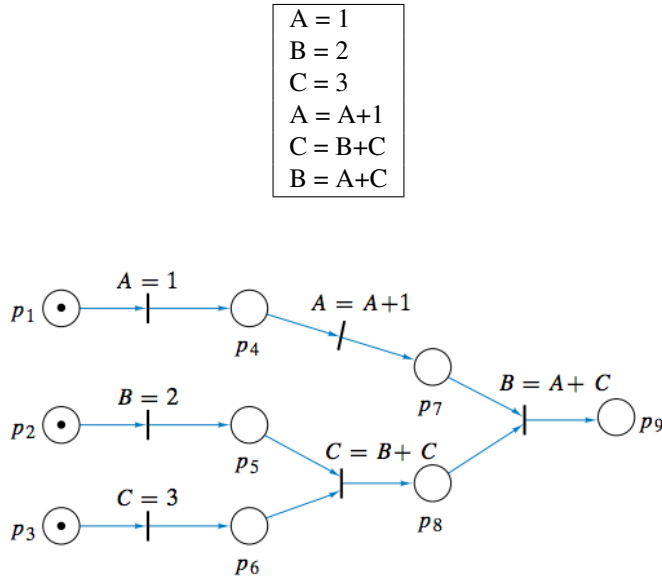 A = 1
B = 2
C = 3
A = A+1
C = B+C
B = A+C
A = 1
A = A+1
p1
p4
B = 2
p7
B = A+ C
p9
p2
p5
C = B+ C
C = 3
p8
p3
p6